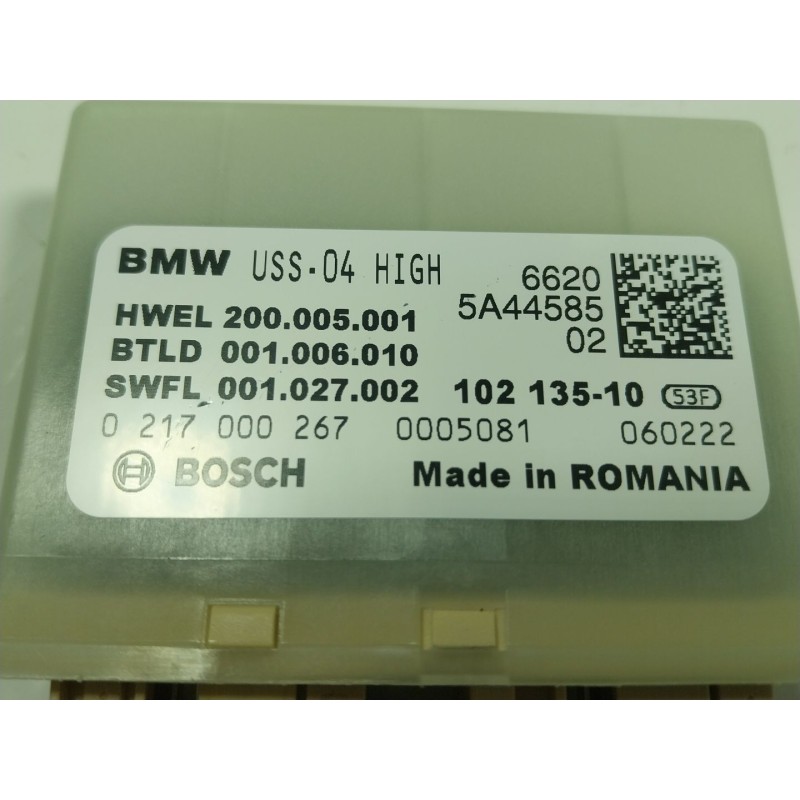 BMW USS-04 HIGH 6620
HWEL 200.005.001 5A44585
BTLD 001.006.010 02
SWFL 001.027.002 102 135-10 53F
0 217 000 267 0005081 060222
BOSCH Made in ROMANIA